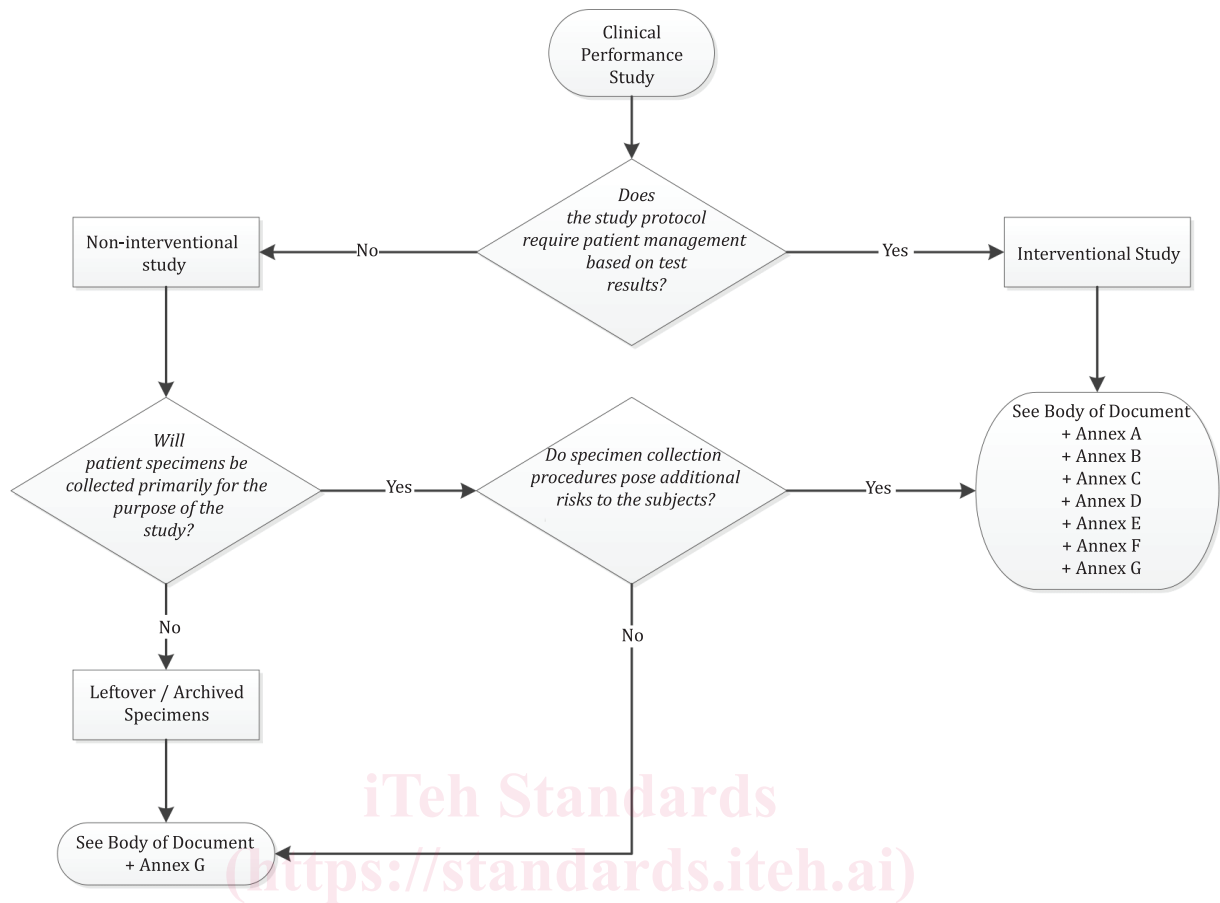 Clinical
Performance
Study
Does
the study protocol
require patient management
based on test
results?
No
Yes
Non-interventional
study
Interventional Study
Will
patient specimens be
collected primarily for the
purpose of the
study?
Yes
Do specimen collection
procedures pose additional
risks to the subjects?
Yes
See Body of Document
+ Annex A
+ Annex B
+ Annex C
+ Annex D
+ Annex E
+ Annex F
+ Annex G
No
No
Leftover / Archived
Specimens
iTeh Standards
See Body of Document
+ Annex G
(https://standards.iteh.ai)